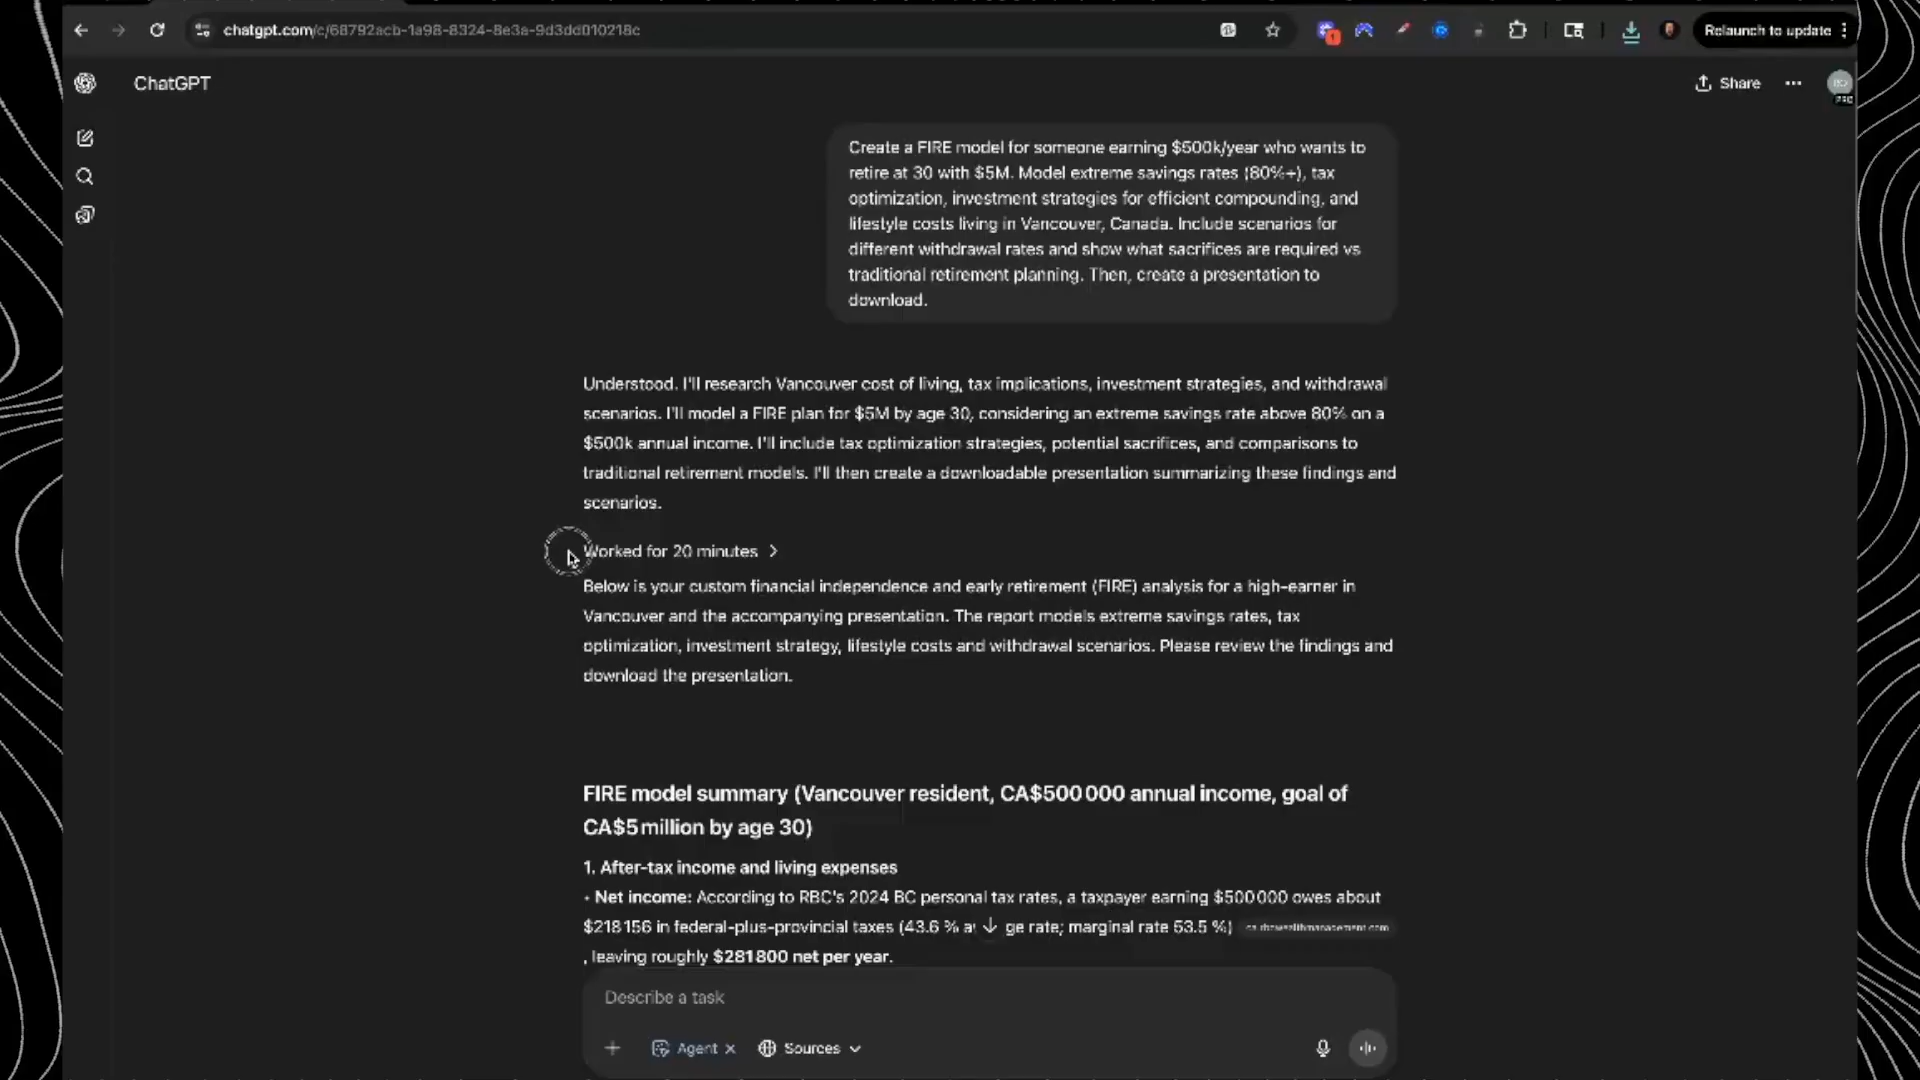 chatgpt.com/c/68792acb-1a98-8324-8e3a-9d3dd010218c
1
Relaunch to update
ChatGPT
Share
PRO
Create a FIRE model for someone earning $500k/year who wants to
retire at 30 with $5M. Model extreme savings rates (80%+), tax
optimization, investment strategies for efficient compounding, and
lifestyle costs living in Vancouver, Canada. Include scenarios for
different withdrawal rates and show what sacrifices are required vs
traditional retirement planning. Then, create a presentation to
download.
Understood. I'll research Vancouver cost of living, tax implications, investment strategies, and withdrawal
scenarios. I'll model a FIRE plan for $5M by age 30, considering an extreme savings rate above 80% on a
$500k annual income. I'll include tax optimization strategies, potential sacrifices, and comparisons to
traditional retirement models. I'll then create a downloadable presentation summarizing these findings and
scenarios.
Worked for 20 minutes
Below is your custom financial independence and early retirement (FIRE) analysis for a high-earner in
Vancouver and the accompanying presentation. The report models extreme savings rates, tax
optimization, investment strategy, lifestyle costs and withdrawal scenarios. Please review the findings and
download the presentation.
FIRE model summary (Vancouver resident, CA$500 000 annual income, goal of
CA$5 million by age 30)
1. After-tax income and living expenses
• Net income: According to RBC's 2024 BC personal tax rates, a taxpayer earning $500 000 owes about
$218 156 in federal-plus-provincial taxes (43.6 % a ge rate; marginal rate 53.5 %) ca.rbcwealthmanagement.com
, leaving roughly $281 800 net per year.
Describe a task
Agent
Sources